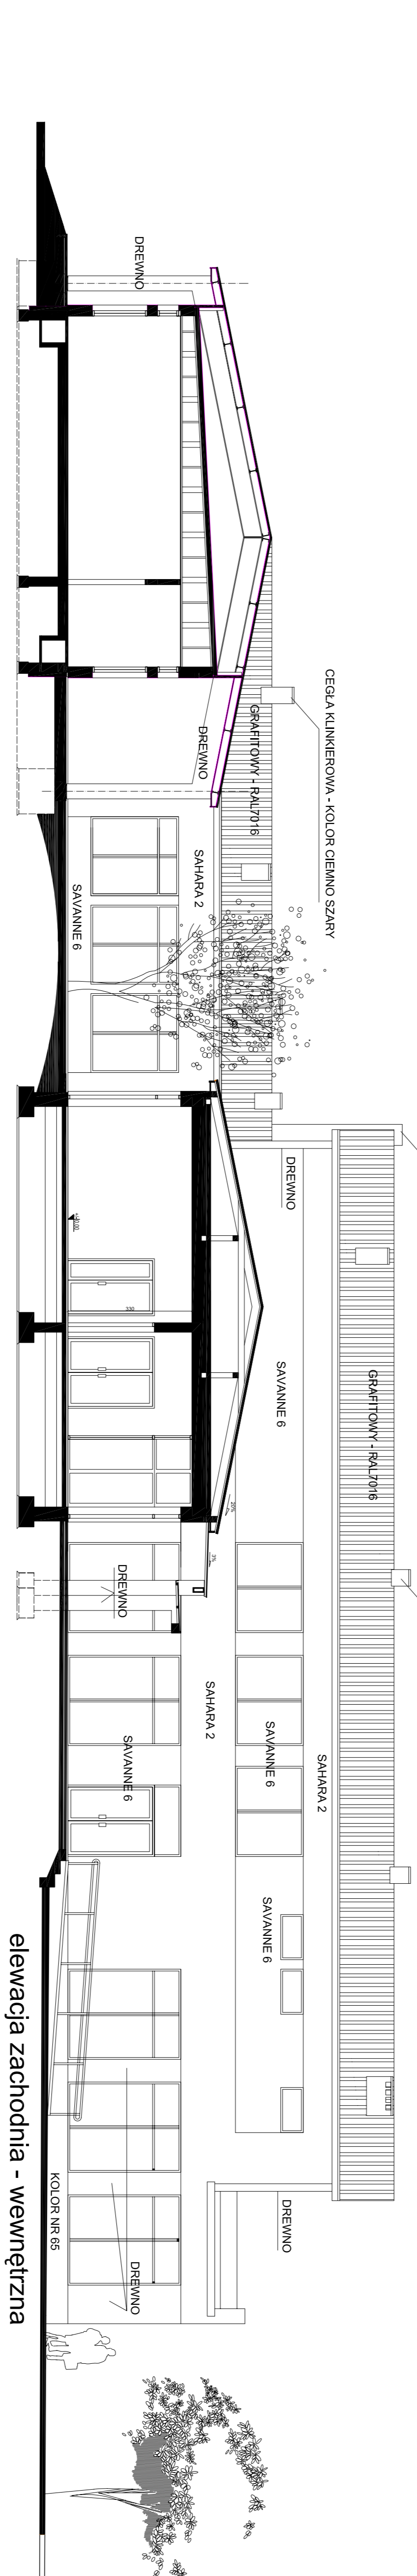 CEGŁA KLINKIEROWA - KOLOR CIEMNO SZARY
DREWNO
GRAFITOWY - RAL7016
DREWNO
SAHARA 2
SAVANNE 6
DREWNO
GRAFITOWY - RAL7016
SAVANNE 6
330
20%
3%
DREWNO
SAHARA 2
SAHARA 2
SAVANNE 6
SAVANNE 6
SAVANNE 6
DREWNO
DREWNO
KOLOR NR 65
elewacja zachodnia - wewnętrzna